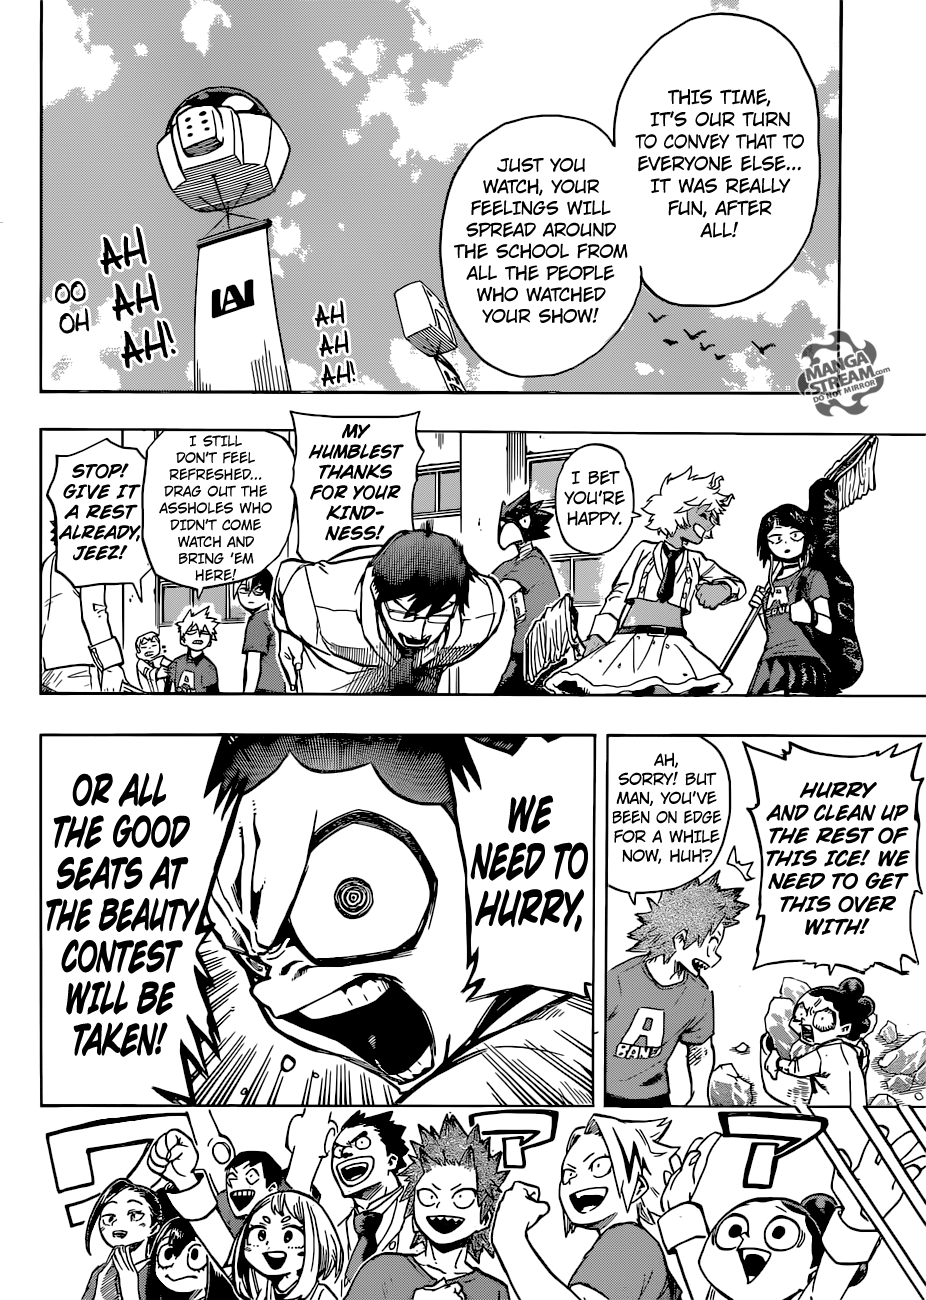 THIS TIME,
IT'S OUR TURN
TO CONVEY THAT TO
EVERYONE ELSE...
IT WAS REALLY
FUN, AFTER
ALL!
JUST YOU
WATCH, YOUR
FEELINGS WILL
SPREAD AROUND
THE SCHOOL FROM
ALL THE PEOPLE
WHO WATCHED
YOUR SHOW!
AH
AH
AH!
OO
OH
AH
AH
AH!
UA
MANGA
STREAM.com
DO NOT MIRROR
I BET
YOU'RE
HAPPY.
MY
HUMBLEST
THANKS
FOR YOUR
KIND-
NESS!
I STILL
DON'T FEEL
REFRESHED...
DRAG OUT THE
ASSHOLES WHO
DIDN'T COME
WATCH AND
BRING 'EM
HERE!
STOP!
GIVE IT
A REST
ALREADY,
JEEZ!
A
A
HURRY
AND CLEAN UP
THE REST OF
THIS ICE! WE
NEED TO GET
THIS OVER
WITH!
AH,
SORRY! BUT
MAN, YOU'VE
BEEN ON EDGE
FOR A WHILE
NOW, HUH?
A
BAND
WE
NEED TO
HURRY,
OR ALL
THE GOOD
SEATS AT
THE BEAUTY
CONTEST
WILL BE
TAKEN!
ワアア